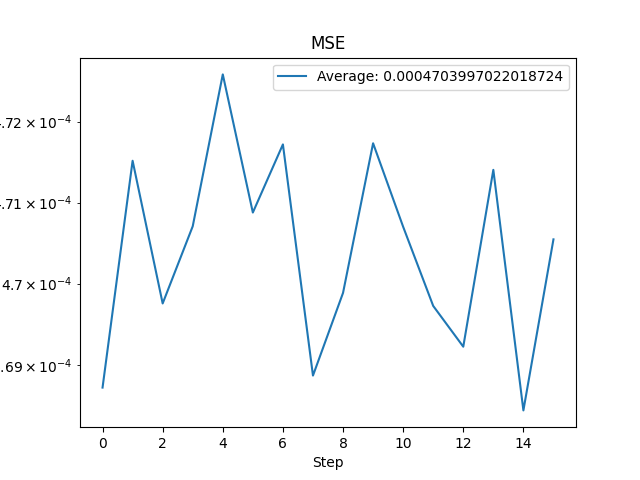 MSE
Average: 0.0004703997022018724
.72 × 10⁻⁴
.71 × 10⁻⁴
4.7 × 10⁻⁴
.69 × 10⁻⁴
0 2 4 6 8 10 12 14
Step